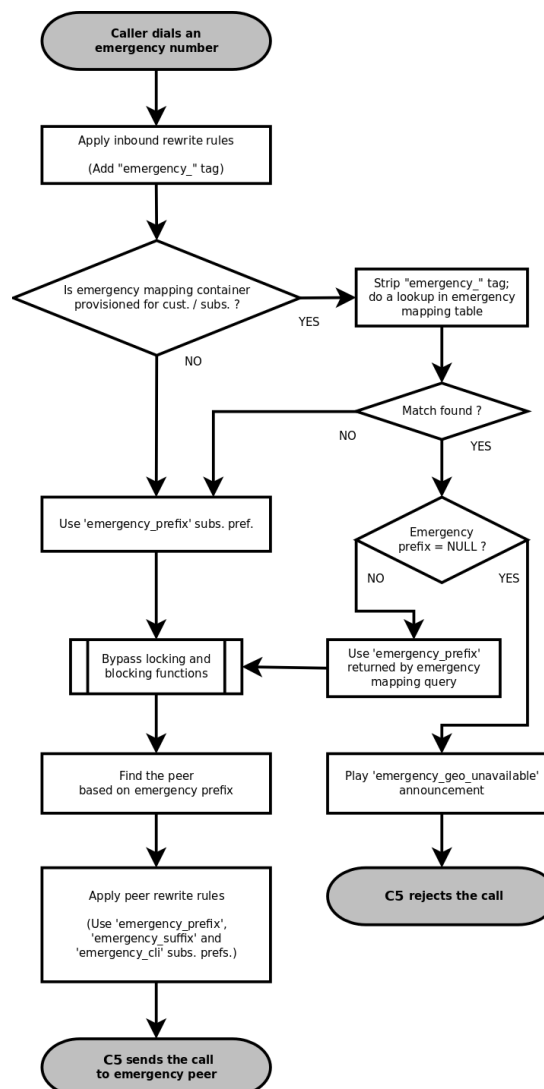 Caller dials an
emergency number
Apply inbound rewrite rules
(Add "emergency_" tag)
Is emergency mapping container
provisioned for cust. / subs. ?
YES
NO
Strip "emergency_" tag;
do a lookup in emergency
mapping table
Match found ?
NO
YES
Use 'emergency_prefix' subs. pref.
Emergency
prefix = NULL ?
NO
YES
Bypass locking and
blocking functions
Use 'emergency_prefix'
returned by emergency
mapping query
Find the peer
based on emergency prefix
Play 'emergency_geo_unavailable'
announcement
Apply peer rewrite rules
(Use 'emergency_prefix',
'emergency_suffix' and
'emergency_cli' subs. prefs.)
C5 rejects the call
C5 sends the call
to emergency peer